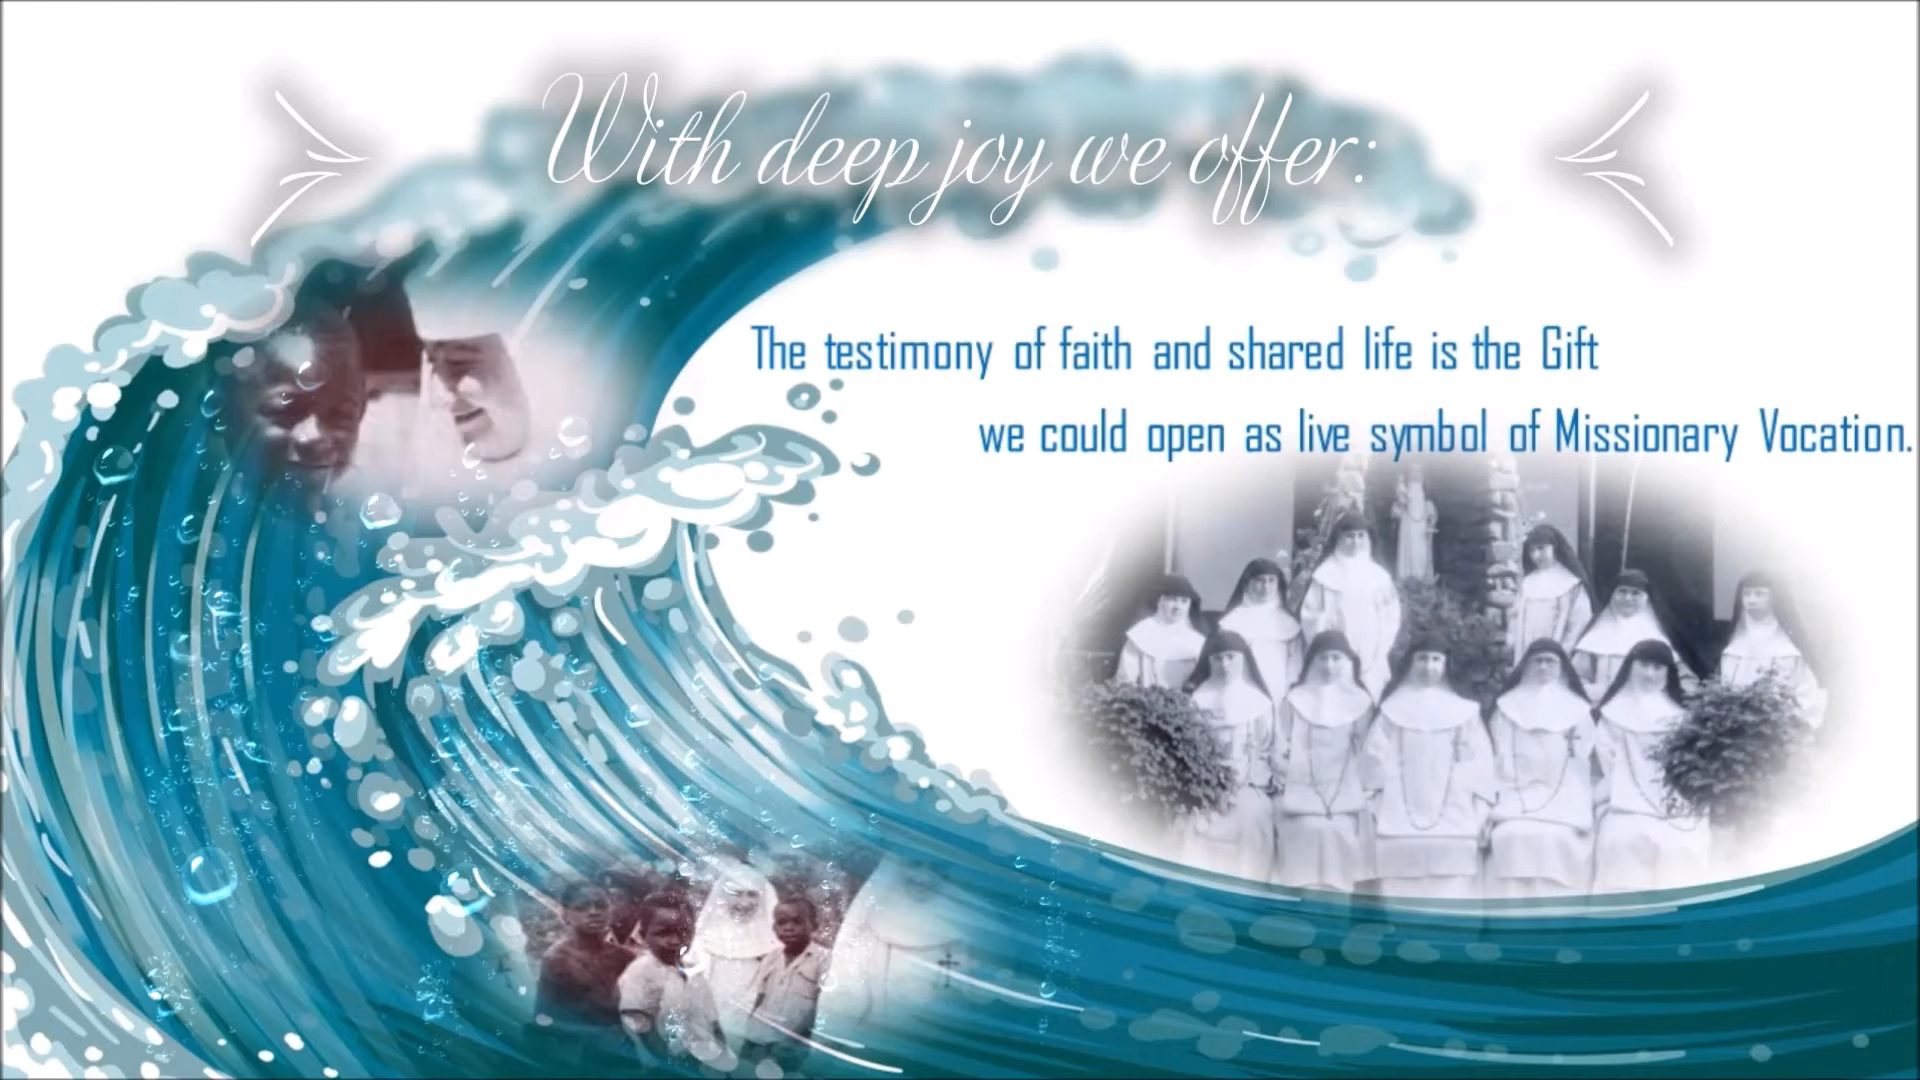 With deep joy we offer:
The testimony of faith and shared life is the Gift
we could open as live symbol of Missionary Vocation.